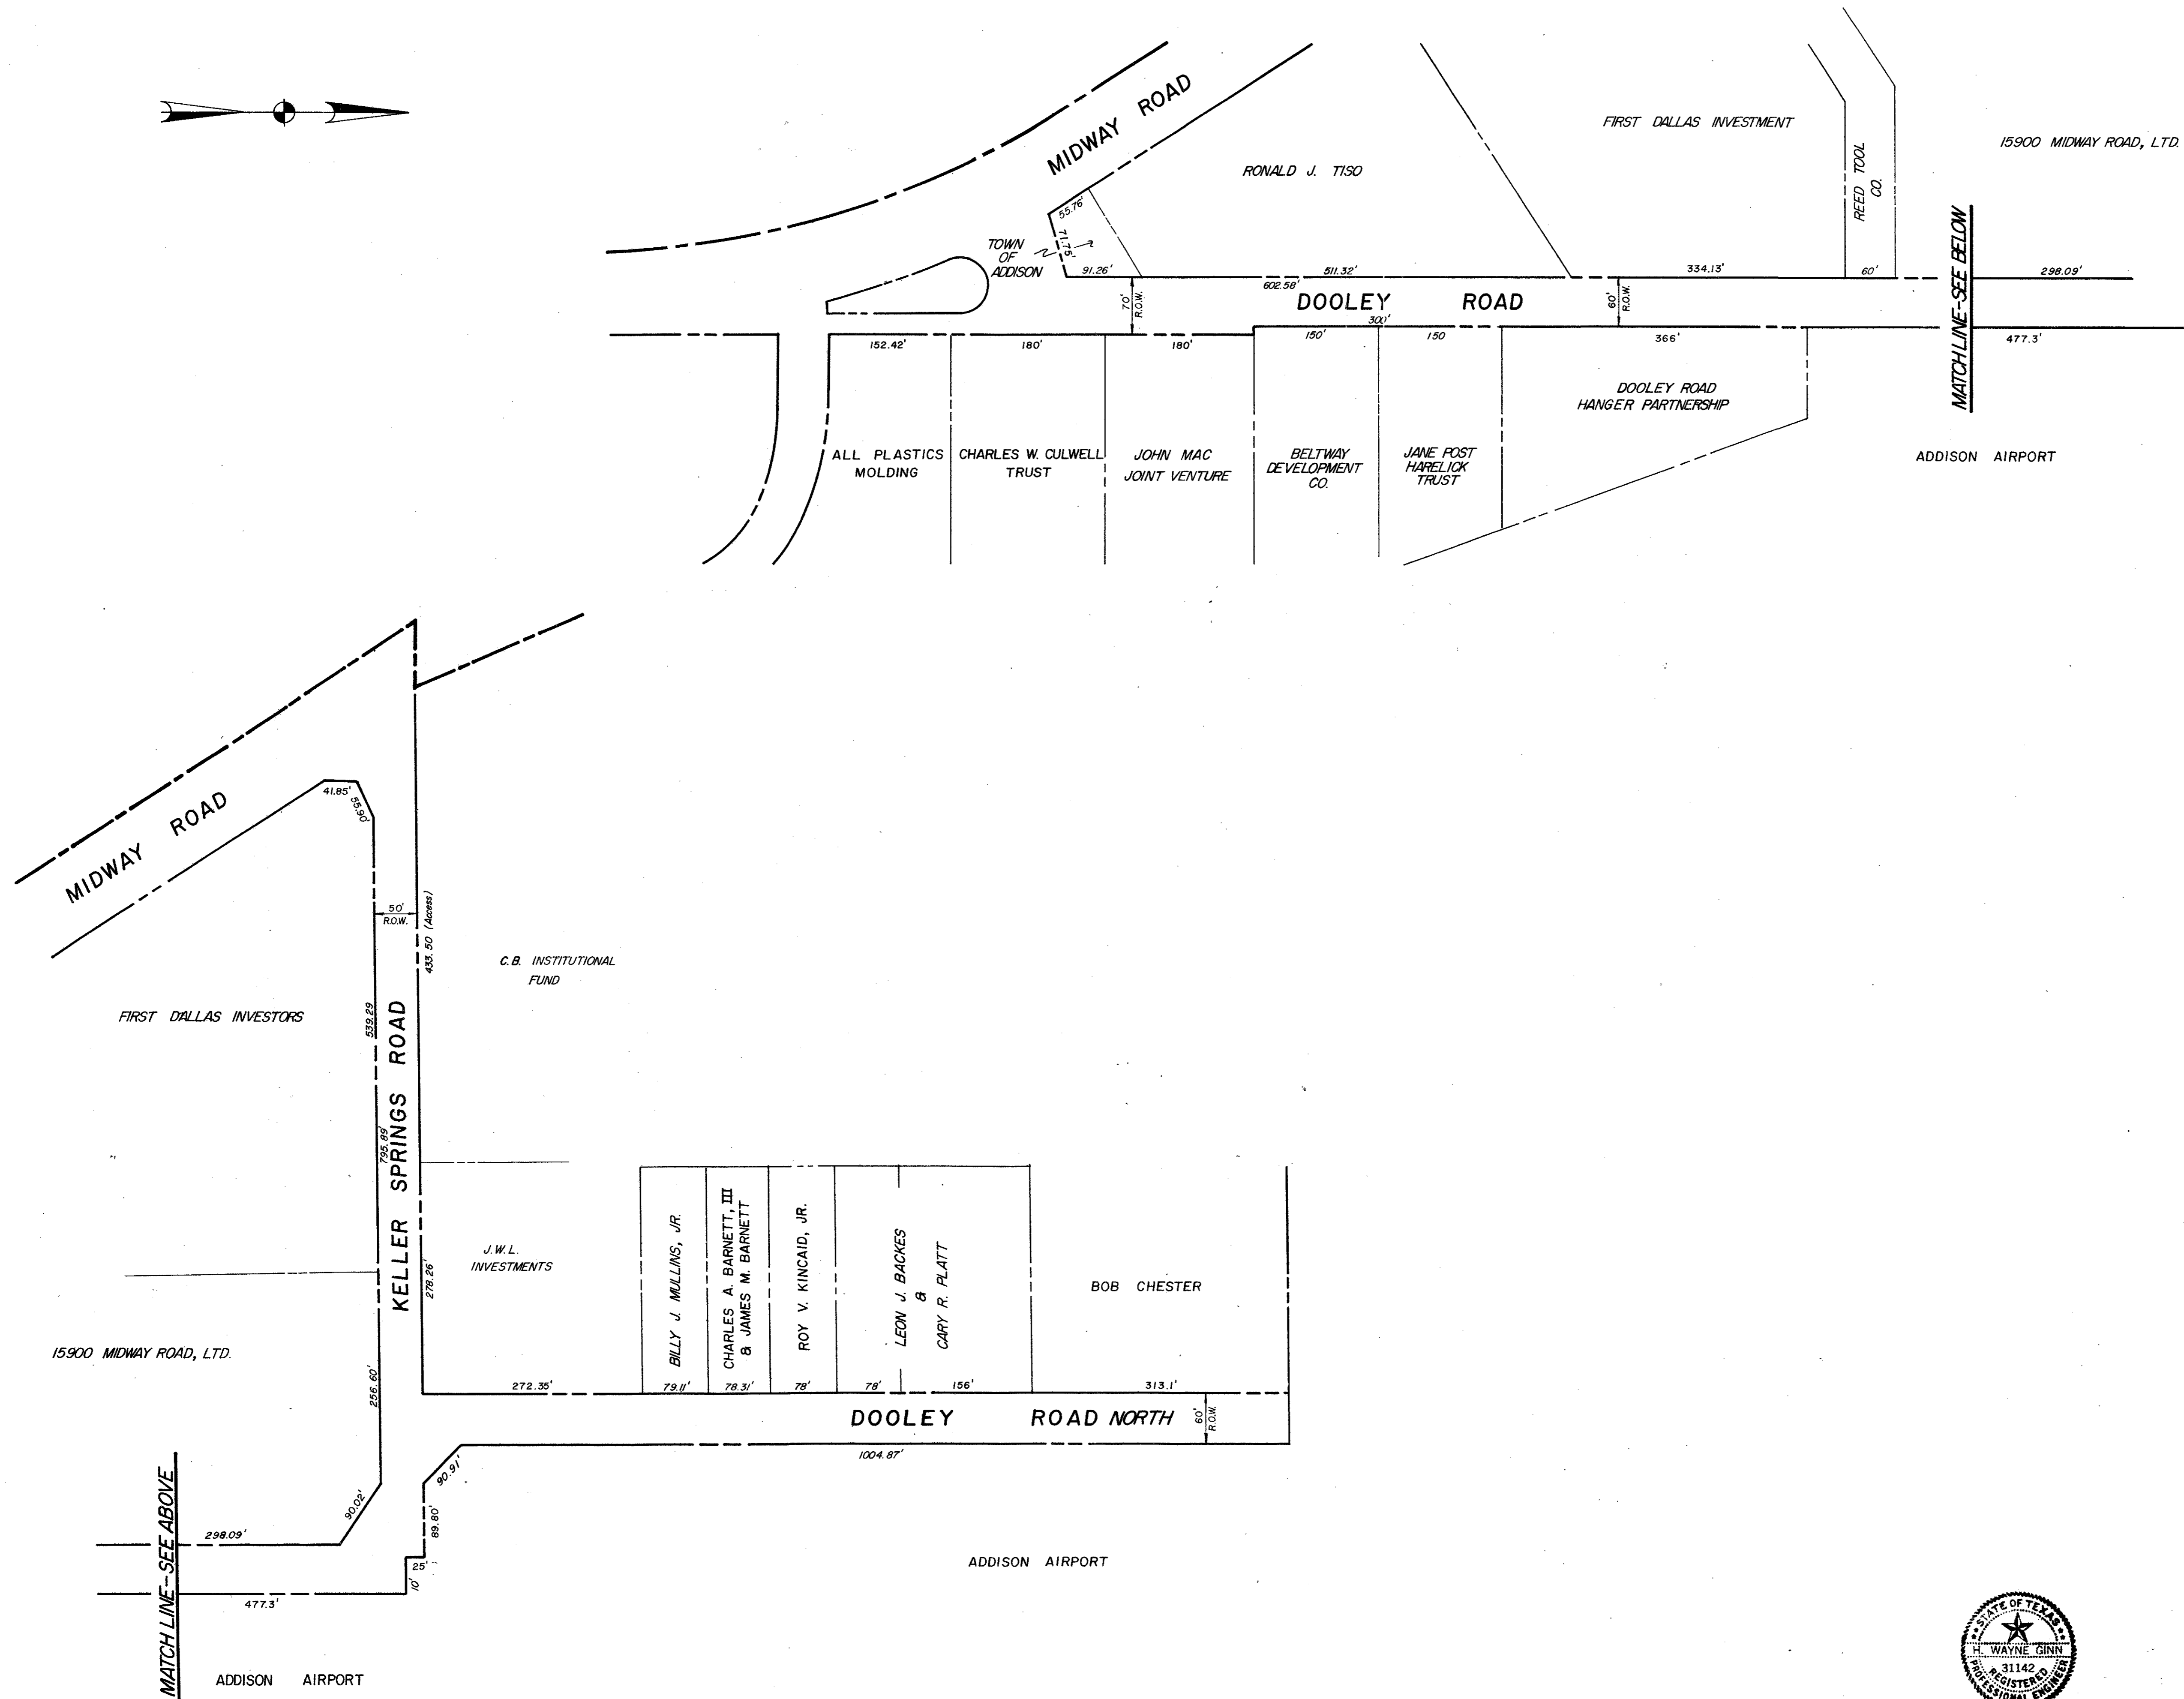 MIDWAY ROAD
FIRST DALLAS INVESTMENT
15900 MIDWAY ROAD, LTD.
REED TOOL
CO.
RONALD J. TISO
55.76'
71.75'
TOWN
OF
ADDISON
91.26'
511.32'
334.13'
60'
298.09'
602.58'
70'
R.O.W.
DOOLEY ROAD
60'
R.O.W.
MATCH LINE-SEE BELOW
300'
152.42'
180'
180'
150'
150
366'
477.3'
DOOLEY ROAD
HANGER PARTNERSHIP
ALL PLASTICS
MOLDING
CHARLES W. CULWELL
TRUST
JOHN MAC
JOINT VENTURE
BELTWAY
DEVELOPMENT
CO.
JANE POST
HARELICK
TRUST
ADDISON AIRPORT
MIDWAY ROAD
41.85'
55.90'
50'
R.O.W.
433.50 (Access)
C.B. INSTITUTIONAL
FUND
FIRST DALLAS INVESTORS
539.29
795.89'
KELLER SPRINGS ROAD
278.26'
J.W.L.
INVESTMENTS
BILLY J. MULLINS, JR.
CHARLES A. BARNETT, III
& JAMES M. BARNETT
ROY V. KINCAID, JR.
LEON J. BACKES
&
CARY R. PLATT
BOB CHESTER
15900 MIDWAY ROAD, LTD.
256.60'
272.35'
79.11'
78.31'
78'
78'
156'
313.1'
DOOLEY ROAD NORTH
60'
R.O.W.
1004.87'
90.91'
90.02'
89.80'
298.09'
25'
10'
477.3'
MATCH LINE-SEE ABOVE
ADDISON AIRPORT
ADDISON AIRPORT
STATE OF TEXAS
H. WAYNE GINN
31142
REGISTERED
PROFESSIONAL ENGINEER